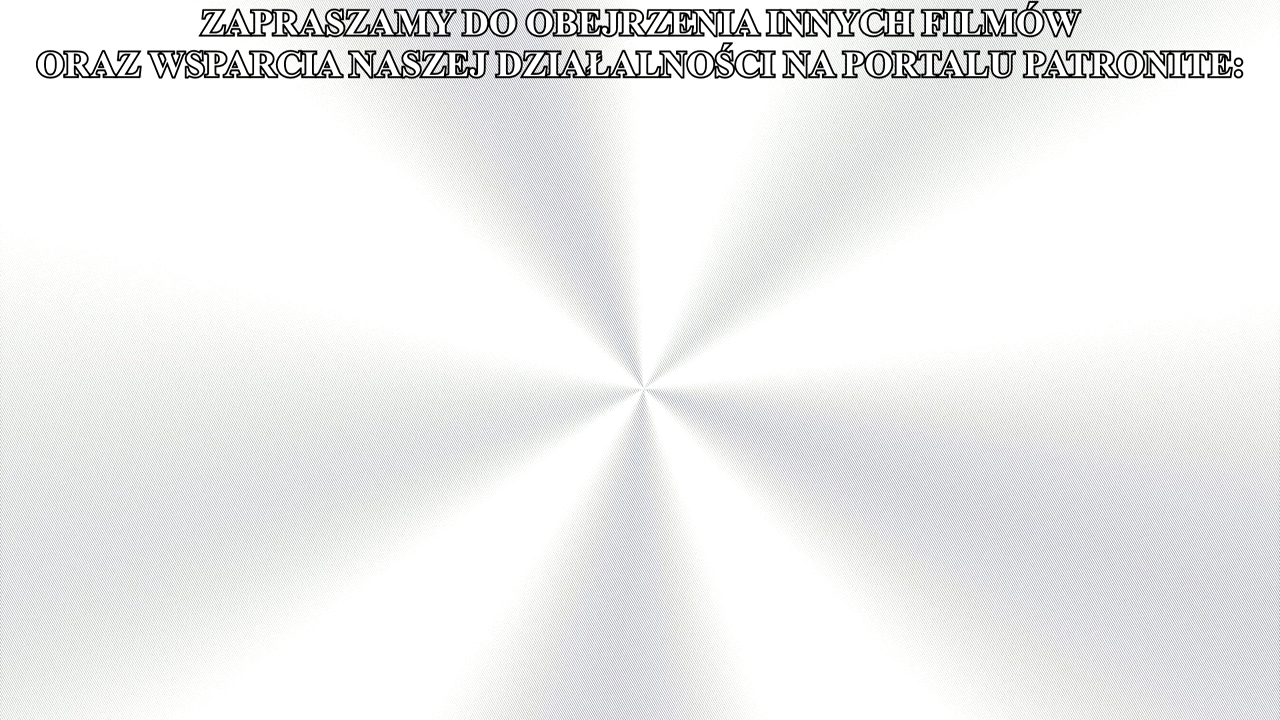 ZAPRASZAMY DO OBEJRZENIA INNYCH FILMÓW
ORAZ WSPARCIA NASZEJ DZIAŁALNOŚCI NA PORTALU PATRONITE: